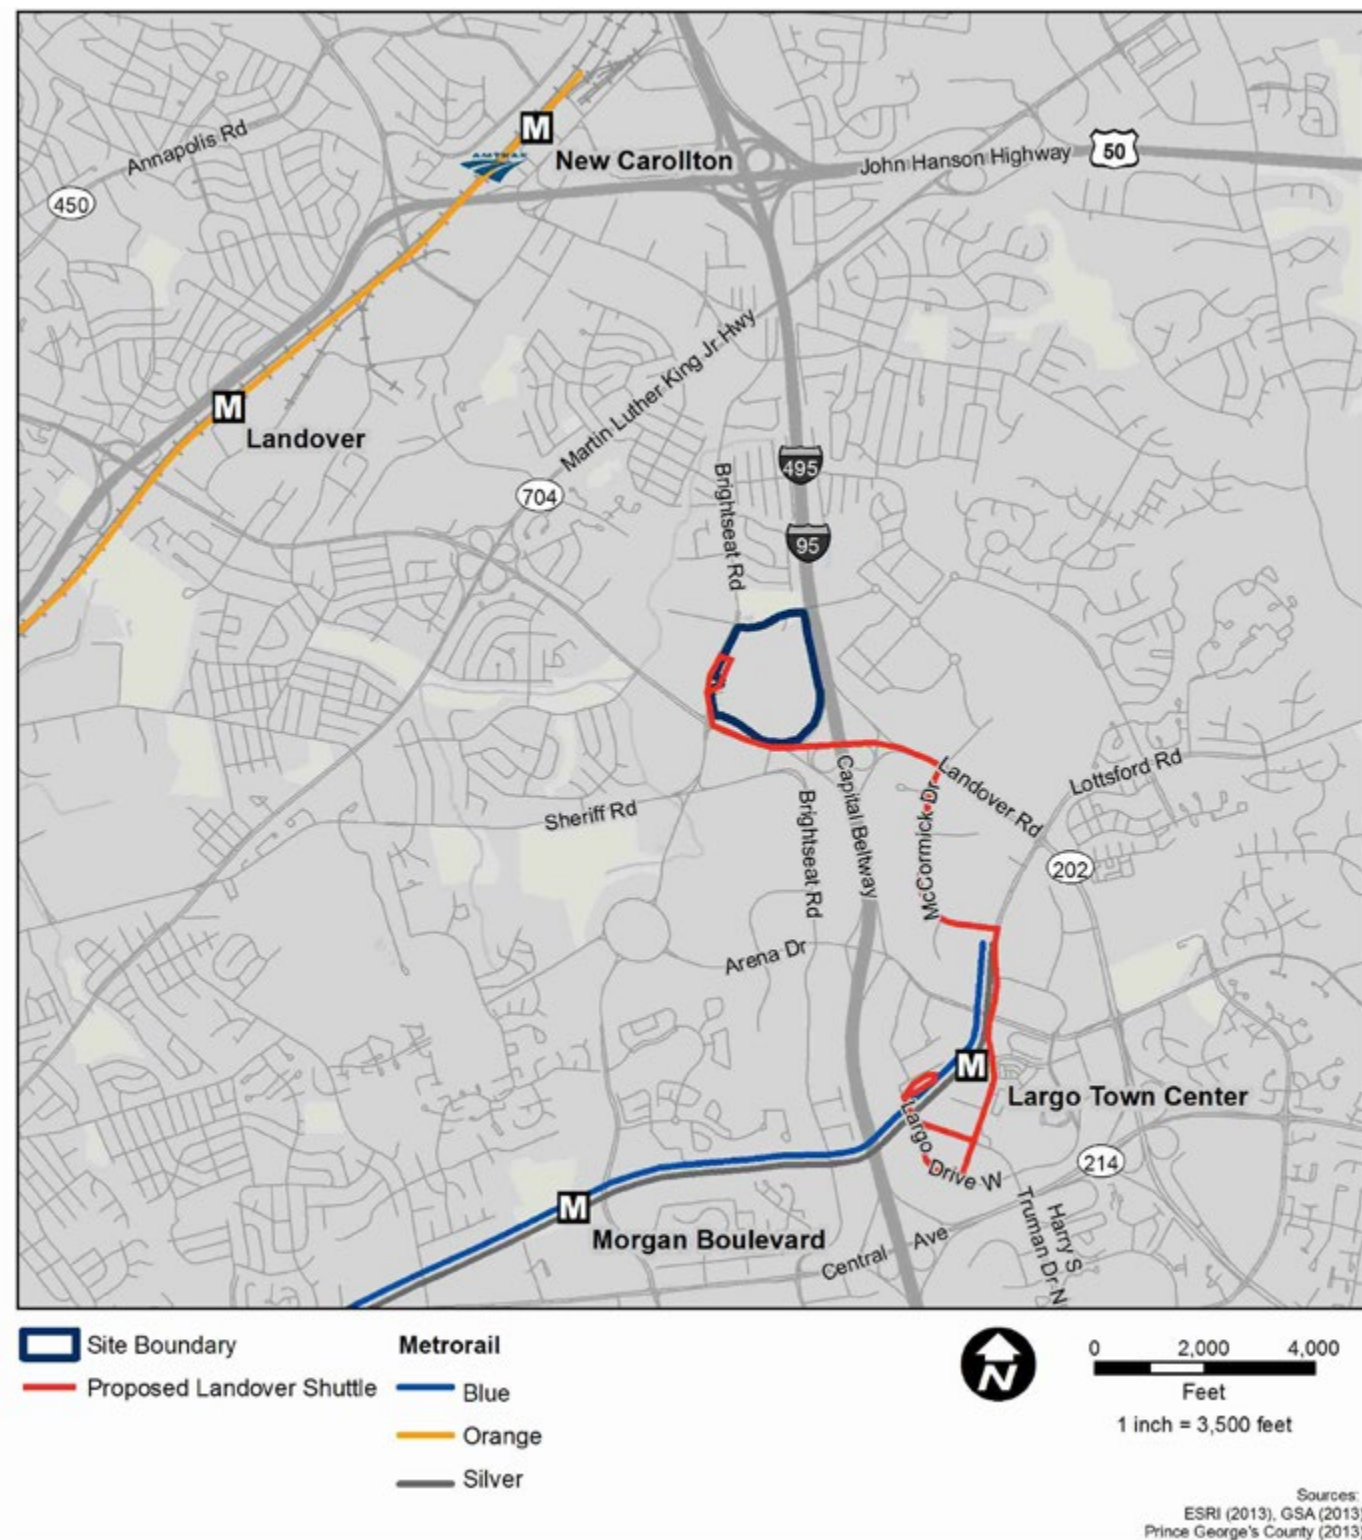 Annapolis Rd
450
AMTRAK
M
New Carollton
John Hanson Highway
50
Martin Luther King Jr Hwy
M
Landover
704
495
95
Brightseat Rd
Sheriff Rd
Brightseat Rd
Capital Beltway
McCormick Dr
Landover Rd
Lottsford Rd
202
Arena Dr
M
Largo Town Center
Largo Drive W
214
M
Morgan Boulevard
Central Ave
Harry S
Truman Dr N
Site Boundary
Proposed Landover Shuttle
Metrorail
Blue
Orange
Silver
N
0 2,000 4,000
Feet
1 inch = 3,500 feet
Sources:
ESRI (2013), GSA (2013)
Prince George's County (2013)